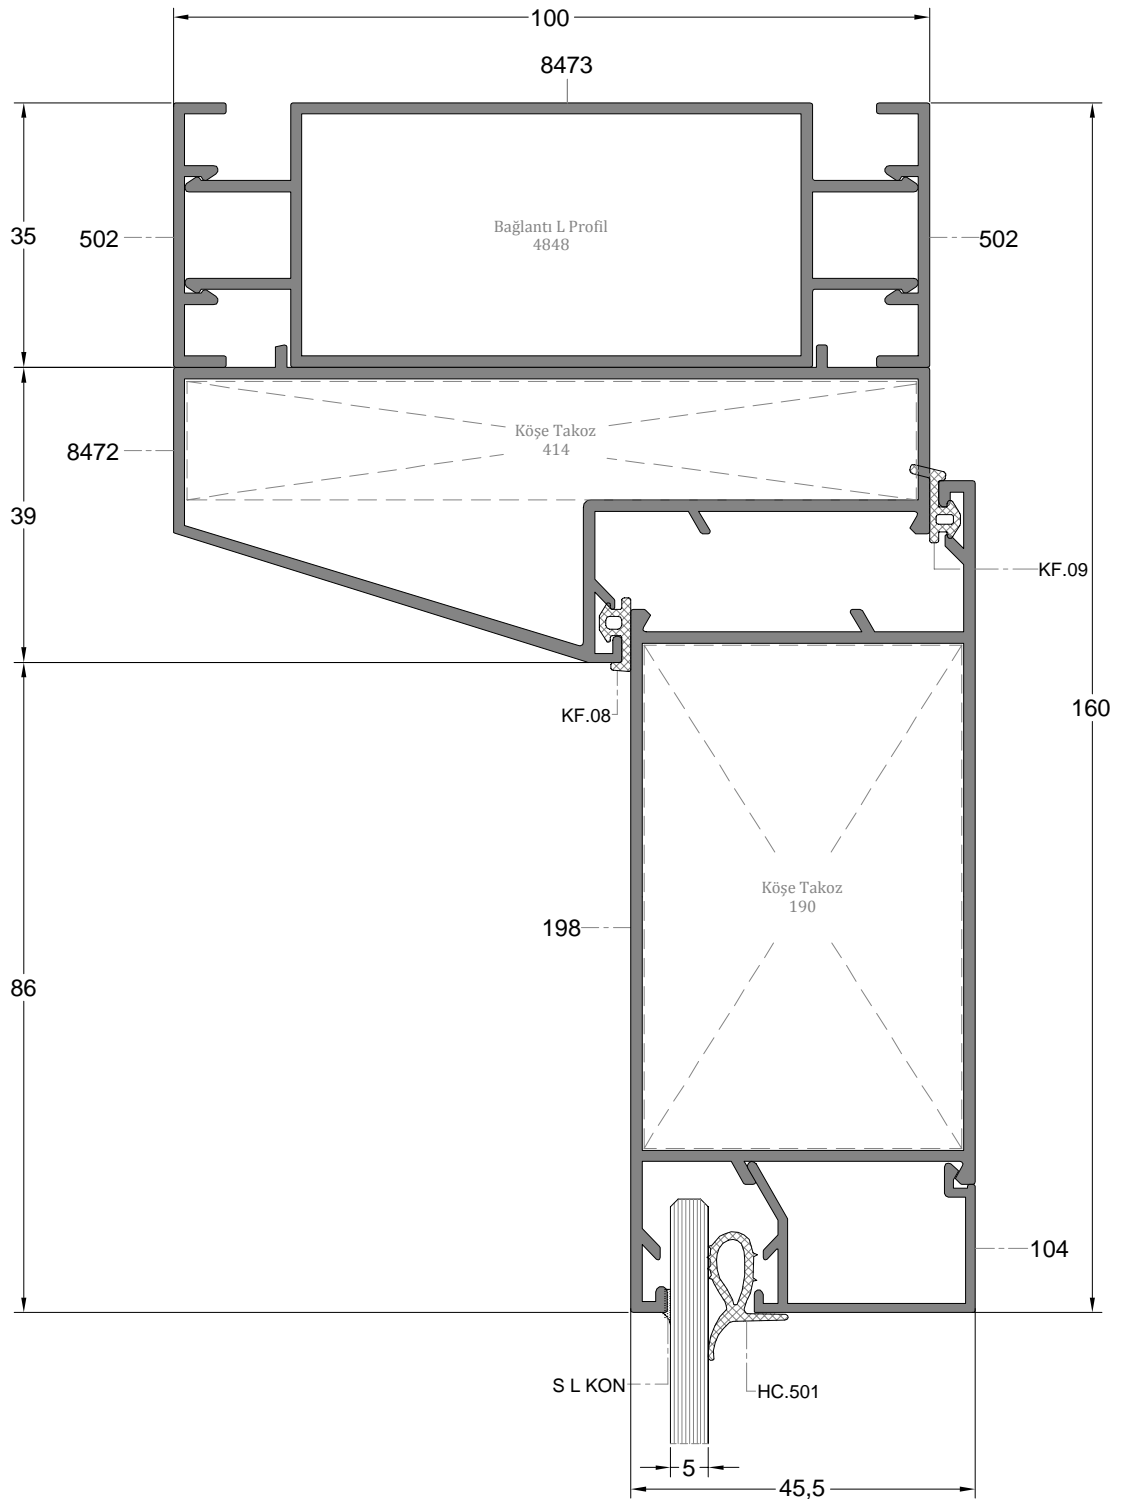 100
8473
35
502
Bağlantı L Profil
4848
502
8472
Köşe Takoz
414
39
KF.09
KF.08
160
Köşe Takoz
190
198
86
104
S L KON
HC.501
5
45,5